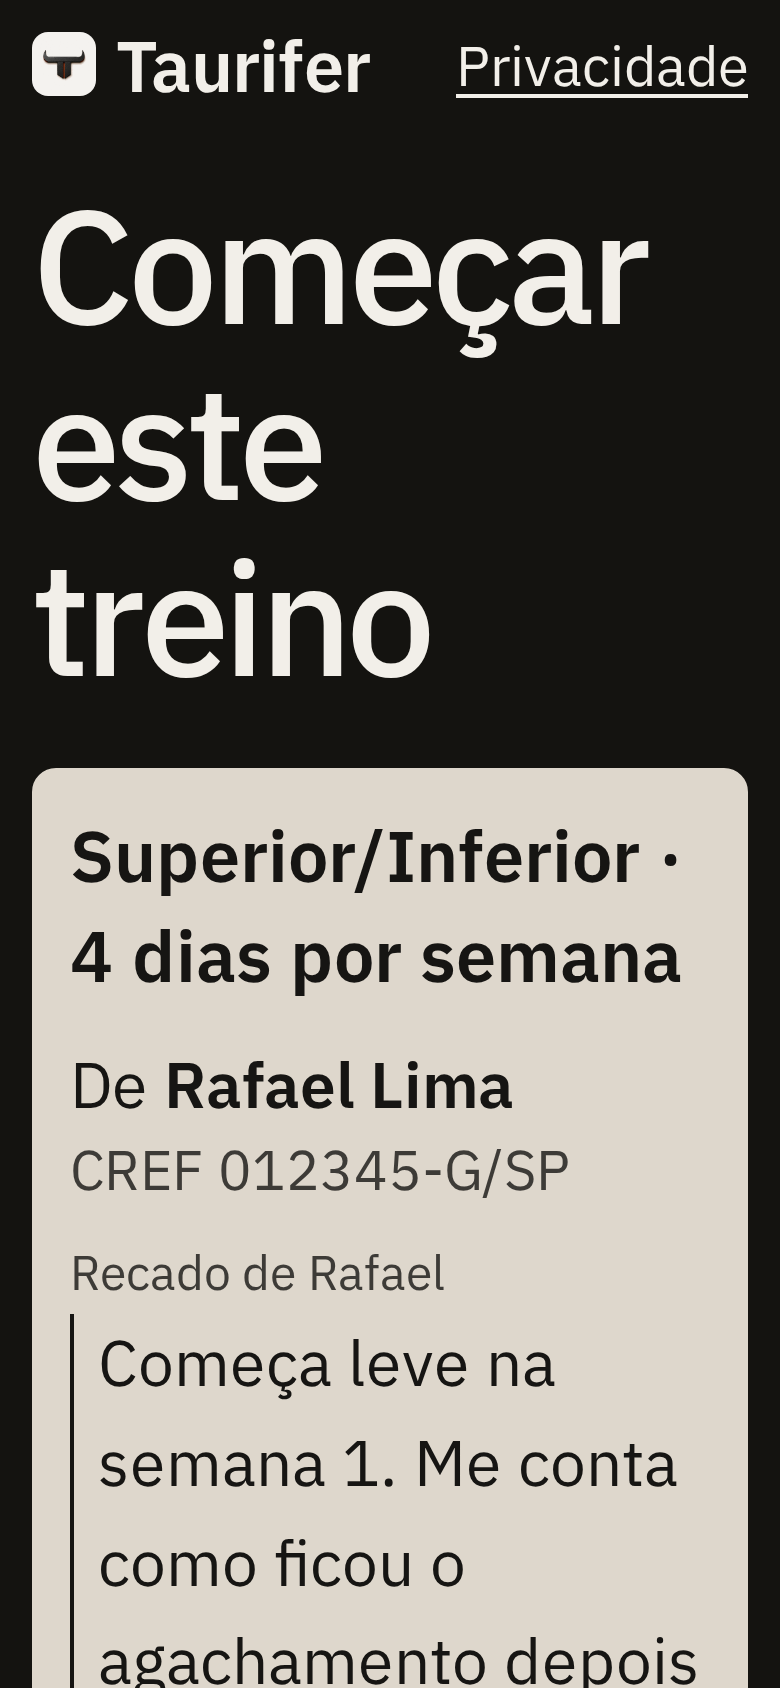 Taurifer
Privacidade
Começar
este
treino
Superior/Inferior ·
4 dias por semana
De Rafael Lima
CREF 012345-G/SP
Recado de Rafael
Começa leve na
semana 1. Me conta
como ficou o
agachamento depois